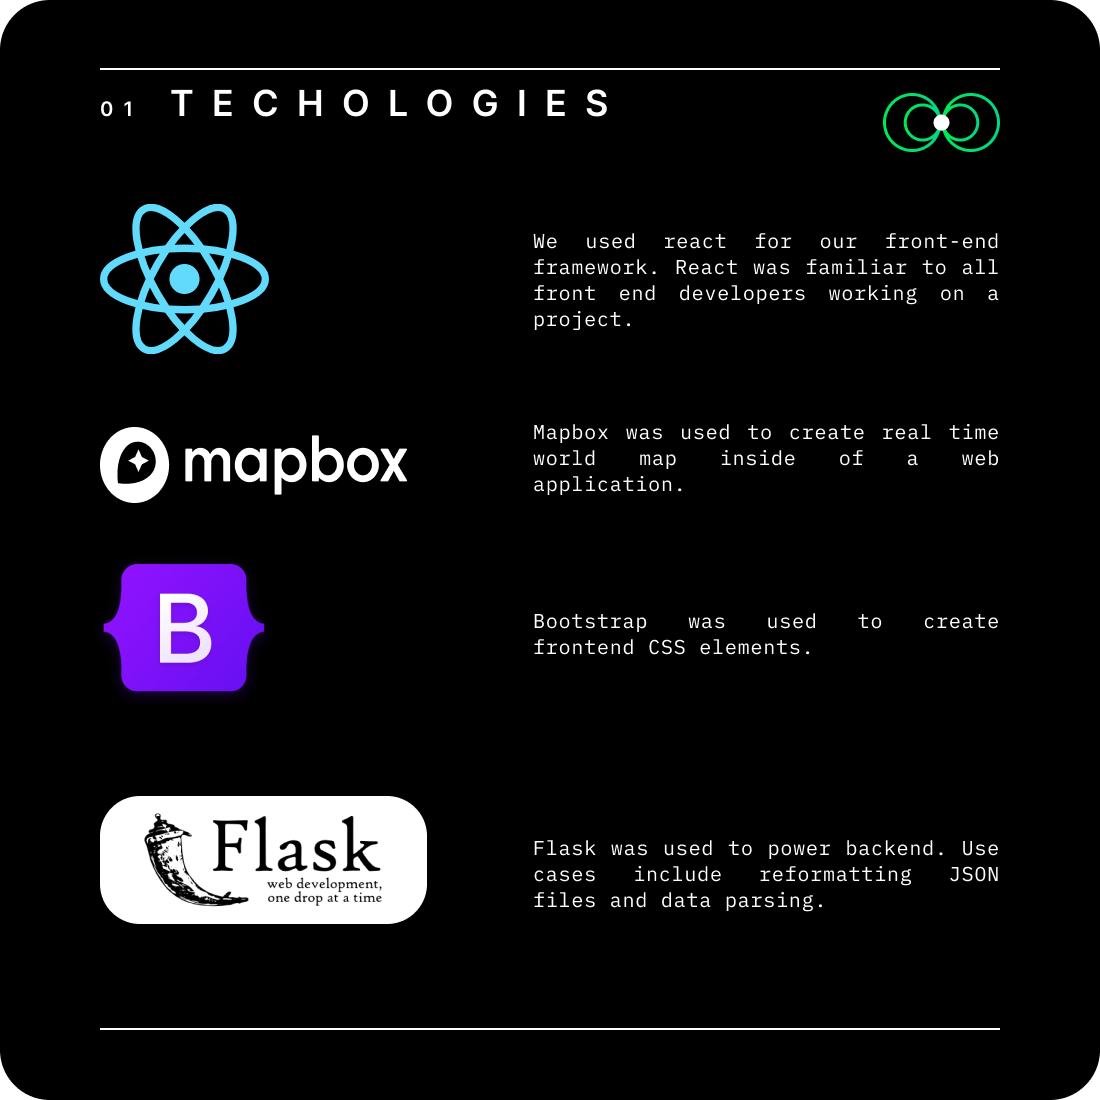 01 TECHOLOGIES
We used react for our front-end
framework. React was familiar to all
front end developers working on a
project.
mapbox
Mapbox was used to create real time
world map inside of a web
application.
B
Bootstrap was used to create
frontend CSS elements.
Flask
web development,
one drop at a time
Flask was used to power backend. Use
cases include reformatting JSON
files and data parsing.